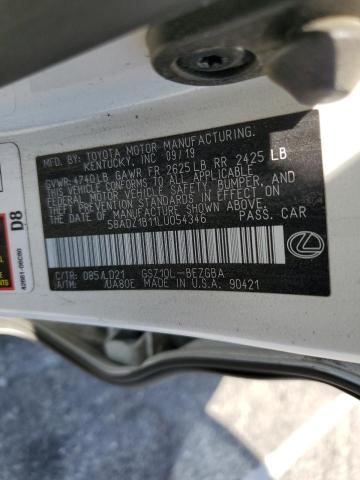 MFD. BY: TOYOTA MOTOR MANUFACTURING,
KENTUCKY, INC 09/19
GVWR 4740LB GAWR FR 2625 LB RR 2425 LB
THIS VEHICLE CONFORMS TO ALL APPLICABLE
FEDERAL MOTOR VEHICLE SAFETY, BUMPER, AND
THEFT PREVENTION STANDARDS IN EFFECT ON THE DATE
OF MANUFACTURE SHOWN ABOVE.
58ADZ1B11LU054346 PASS. CAR
C/TR: 085/LD21 GSZ10L-BEZGBA
A/TM: /UA80E MADE IN U.S.A. 90421
D8